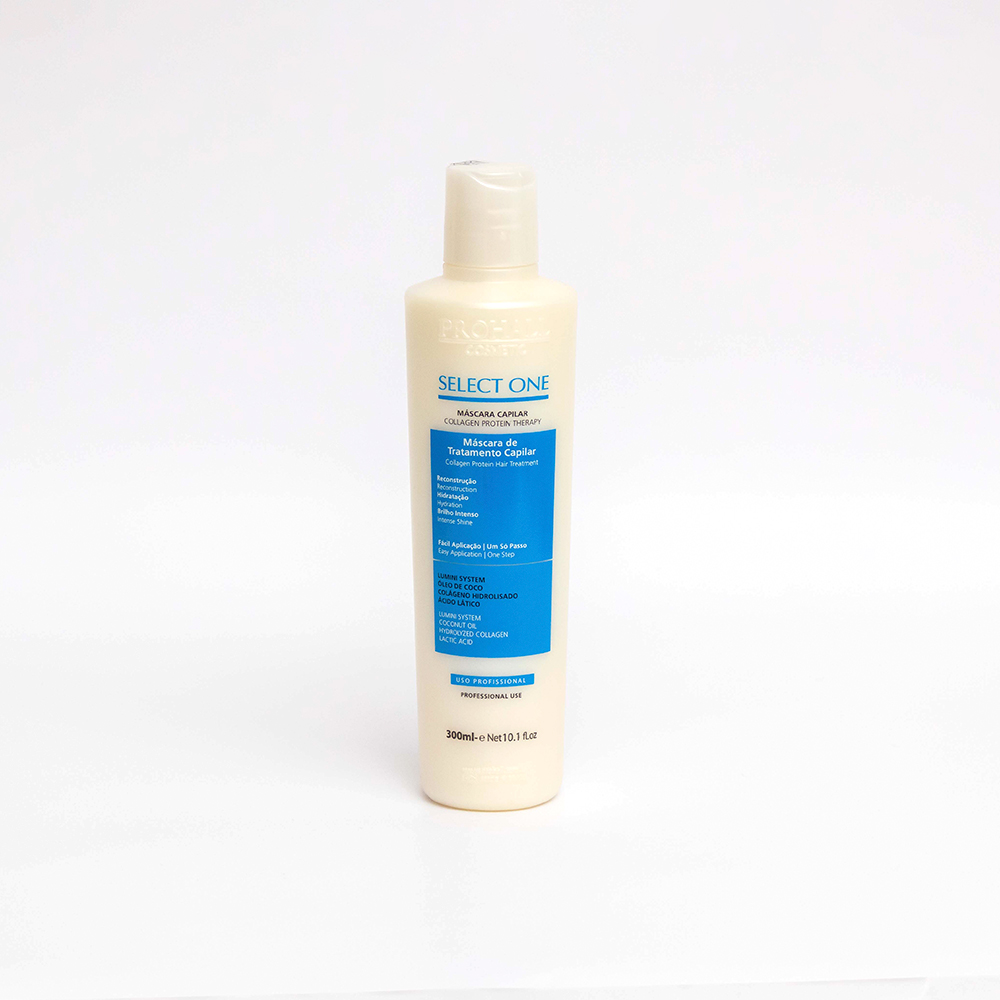 PROHALL
COSMETIC
SELECT ONE
MÁSCARA CAPILAR
COLLAGEN PROTEIN THERAPY
Máscara de
Tratamento Capilar
Collagen Protein Hair Treatment
Reconstrução
Reconstruction
Hidratação
Hydration
Brilho Intenso
Intense Shine
Fácil Aplicação | Um Só Passo
Easy Application | One Step
LUMINI SYSTEM
ÓLEO DE COCO
COLÁGENO HIDROLISADO
ÁCIDO LÁTICO
LUMINI SYSTEM
COCONUT OIL
HYDROLYZED COLLAGEN
LACTIC ACID
USO PROFISSIONAL
PROFESSIONAL USE
300ml- e Net 10.1 fl.oz